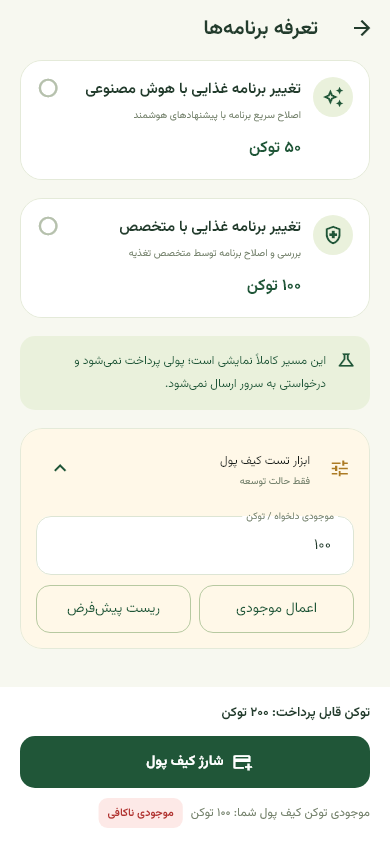 تعرفه برنامه‌ها
تغییر برنامه غذایی با هوش مصنوعی
اصلاح سریع برنامه با پیشنهادهای هوشمند
۵۰ توکن
تغییر برنامه غذایی با متخصص
بررسی و اصلاح برنامه توسط متخصص تغذیه
۱۰۰ توکن
این مسیر کاملاً نمایشی است؛ پولی پرداخت نمی‌شود و
درخواستی به سرور ارسال نمی‌شود.
ابزار تست کیف پول
فقط حالت توسعه
موجودی دلخواه / توکن
۱۰۰
اعمال موجودی
ریست پیش‌فرض
توکن قابل پرداخت: ۲۰۰ توکن
شارژ کیف پول
موجودی توکن کیف پول شما: ۱۰۰ توکن
موجودی ناکافی